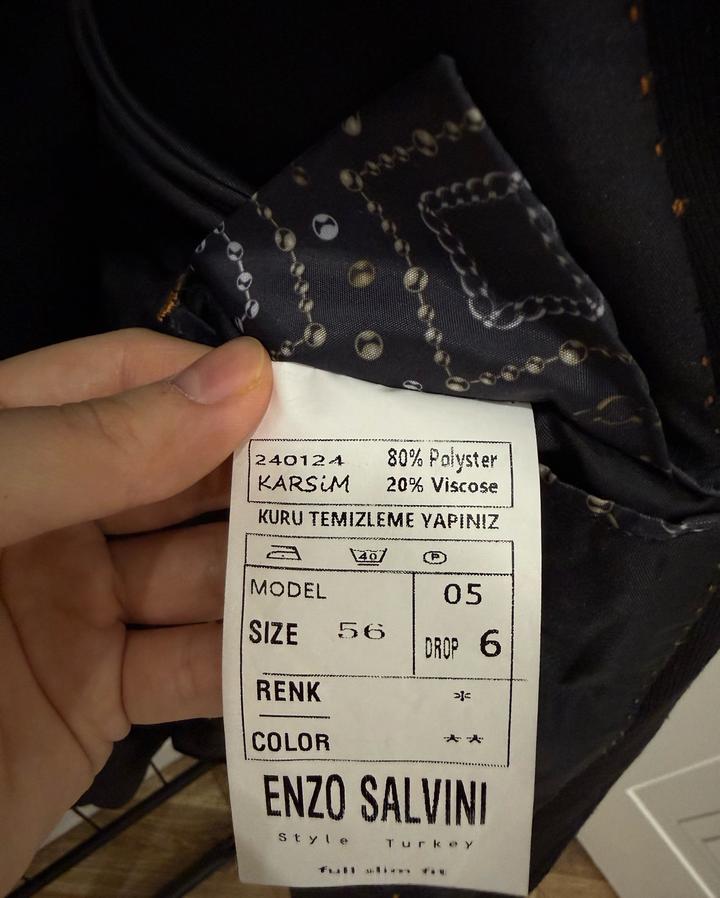 240124 80% Polyster
KARSiM 20% Viscose
KURU TEMIZLEME YAPINIZ
40 P
MODEL 05
SIZE 56 DROP 6
RENK *
COLOR **
ENZO SALVINI
Style Turkey
full slim fit